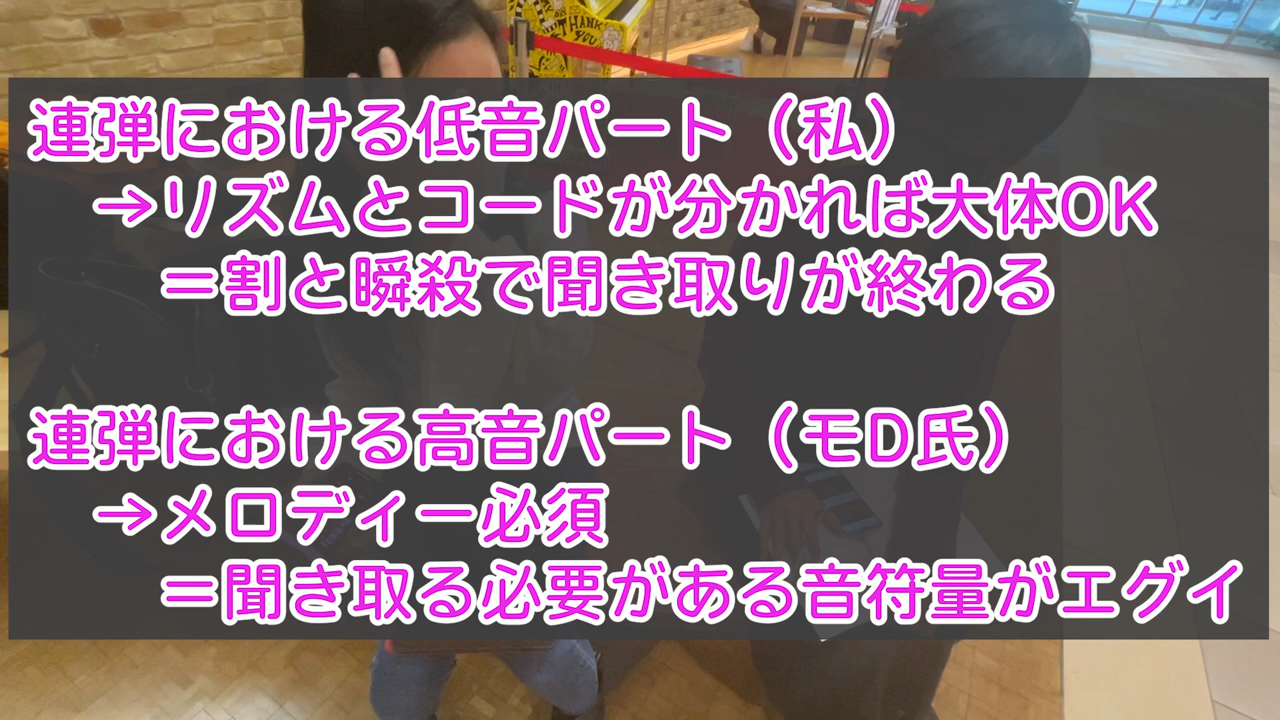 THANK
YOU
連弾における低音パート（私）
→リズムとコードが分かれば大体OK
＝割と瞬殺で聞き取りが終わる
連弾における高音パート（モD氏）
→メロディー必須
＝聞き取る必要がある音符量がエグイ